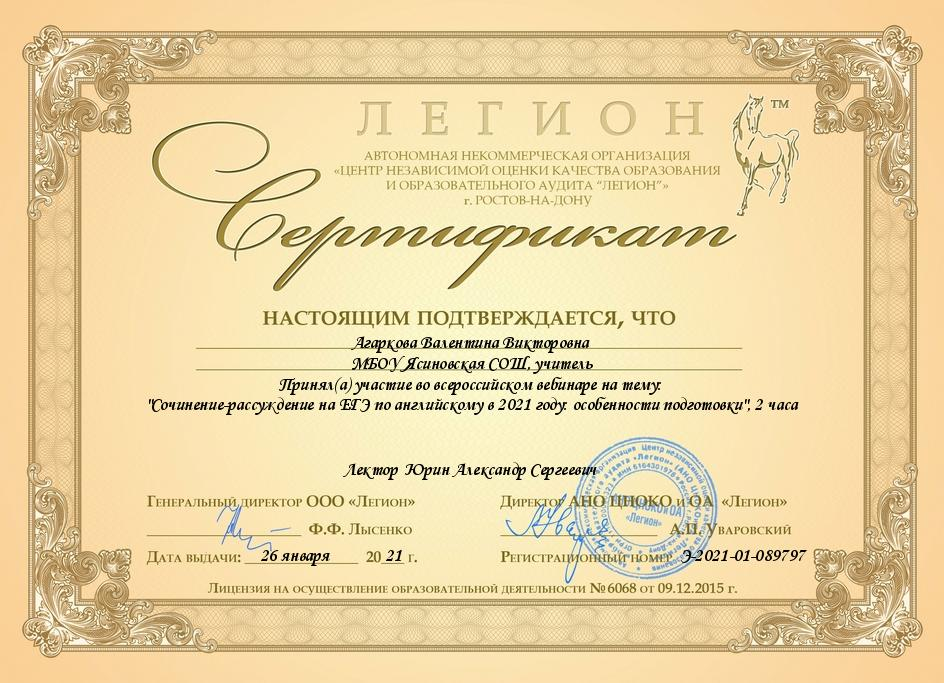 ЛЕГИОН ™
АВТОНОМНАЯ НЕКОММЕРЧЕСКАЯ ОРГАНИЗАЦИЯ
«ЦЕНТР НЕЗАВИСИМОЙ ОЦЕНКИ КАЧЕСТВА ОБРАЗОВАНИЯ
И ОБРАЗОВАТЕЛЬНОГО АУДИТА “ЛЕГИОН”»
г. РОСТОВ-НА-ДОНУ
Сертификат
НАСТОЯЩИМ ПОДТВЕРЖДАЕТСЯ, ЧТО
Агаркова Валентина Викторовна
МБОУ Ясиновская СОШ, учитель
Принял(а) участие во всероссийском вебинаре на тему:
"Сочинение-рассуждение на ЕГЭ по английскому в 2021 году: особенности подготовки", 2 часа
Лектор Юрин Александр Сергеевич
Генеральный директор ООО «Легион»
Ф.Ф. Лысенко
Директор АНО ЦНОКО и ОА «Легион»
А.П. Уваровский
Дата выдачи: 26 января 20 21 г.
Регистрационный номер Э-2021-01-089797
Лицензия на осуществление образовательной деятельности №6068 от 09.12.2015 г.
«Легион»